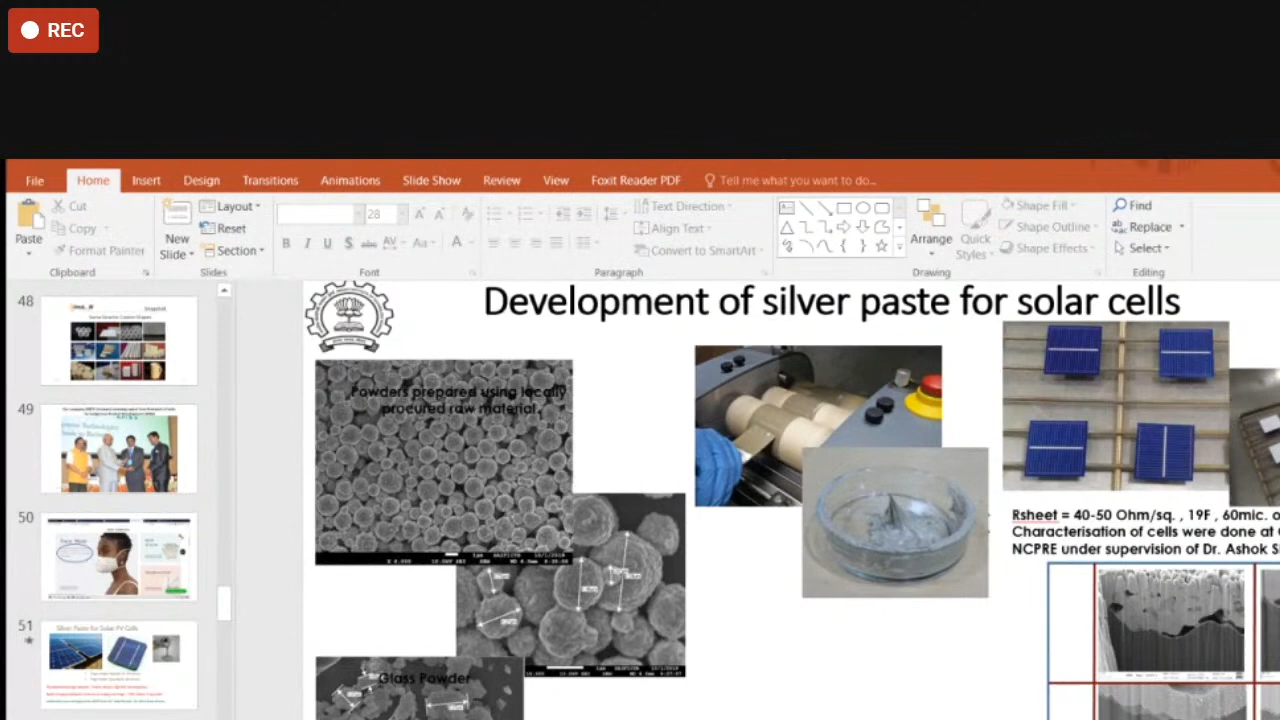 REC
File Home Insert Design Transitions Animations Slide Show Review View Foxit Reader PDF Tell me what you want to do...
Cut
Copy
Format Painter
Paste
Clipboard
New
Slide
Layout
Reset
Section
Slides
28
Font
Text Direction
Align Text
Convert to SmartArt
Paragraph
Arrange
Quick
Styles
Shape Fill
Shape Outline
Shape Effects
Drawing
Find
Replace
Select
Editing
48
49
50
51
Silver Paste for Solar PV Cells
Development of silver paste for solar cells
Powders prepared using locally
procured raw material.
Glass Powder
Rsheet = 40-50 Ohm/sq. , 19F , 60mic.
Characterisation of cells were done at
NCPRE under supervision of Dr. Ashok